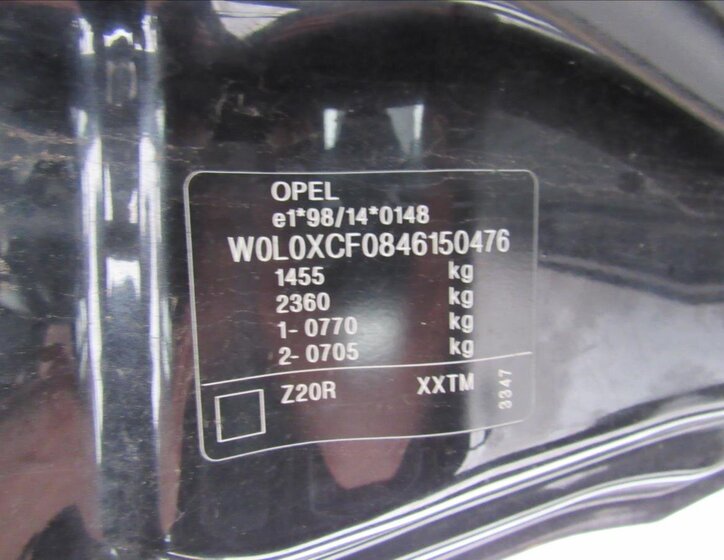 OPEL
e1*98/14*0148
W0L0XCF0846150476
1455 kg
2360 kg
1- 0770 kg
2- 0705 kg
Z20R XXTM 3347